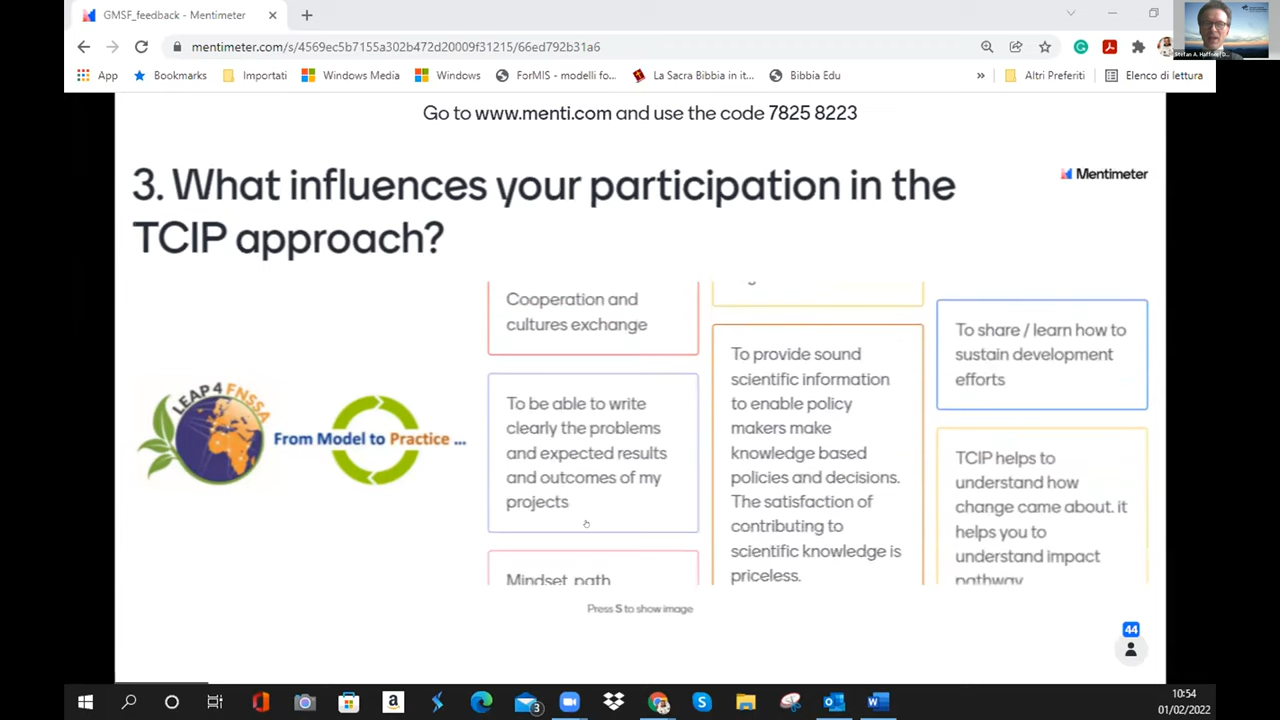 GMSF_feedback - Mentimeter
mentimeter.com/s/4569ec5b7155a302b472d20009f31215/66ed792b31a6
App
Bookmarks
Importati
Windows Media
Windows
ForMIS - modelli fo...
La Sacra Bibbia in it...
Bibbia Edu
»
Altri Preferiti
Elenco di lettura
Go to www.menti.com and use the code 7825 8223
3. What influences your participation in the
TCIP approach?
Mentimeter
LEAP4FNSSA
From Model to Practice ...
Cooperation and
cultures exchange
To be able to write
clearly the problems
and expected results
and outcomes of my
projects
Mindset, path
To provide sound
scientific information
to enable policy
makers make
knowledge based
policies and decisions.
The satisfaction of
contributing to
scientific knowledge is
priceless.
To share / learn how to
sustain development
efforts
TCIP helps to
understand how
change came about. it
helps you to
understand impact
pathway
Press S to show image
44
3
10:54
01/02/2022